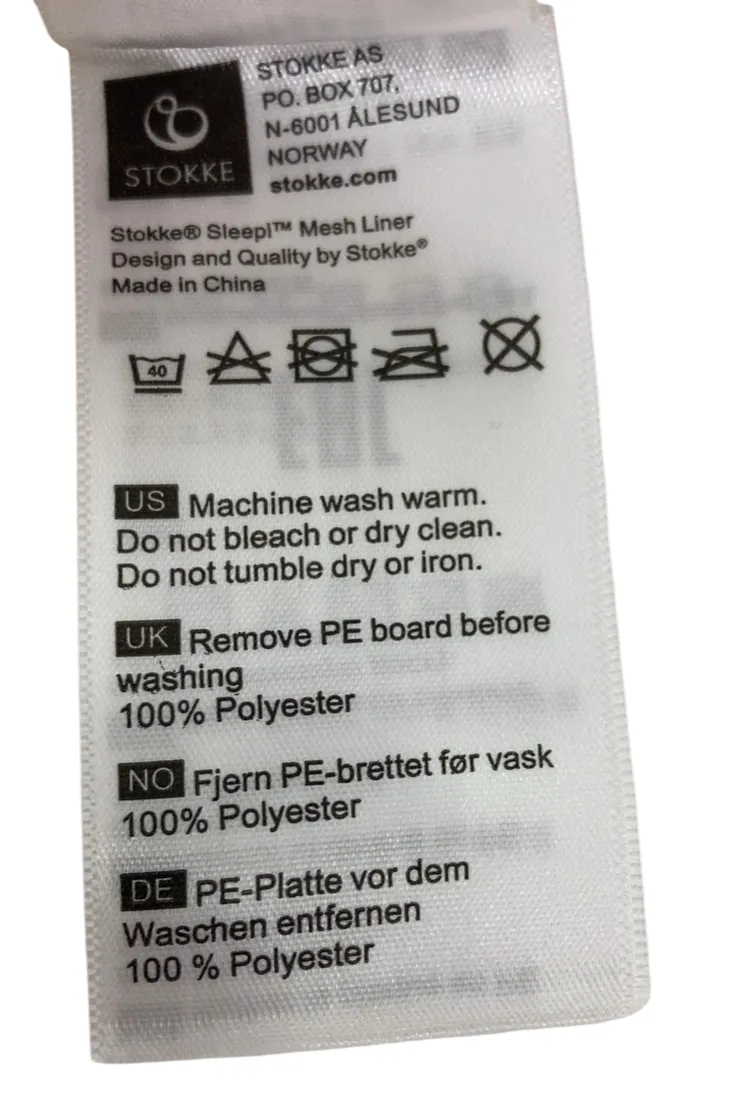 STOKKE
STOKKE AS
PO. BOX 707,
N-6001 ÅLESUND
NORWAY
stokke.com
Stokke® Sleepi™ Mesh Liner
Design and Quality by Stokke®
Made in China
40
US Machine wash warm.
Do not bleach or dry clean.
Do not tumble dry or iron.
UK Remove PE board before
washing
100% Polyester
NO Fjern PE-brettet før vask
100% Polyester
DE PE-Platte vor dem
Waschen entfernen
100 % Polyester